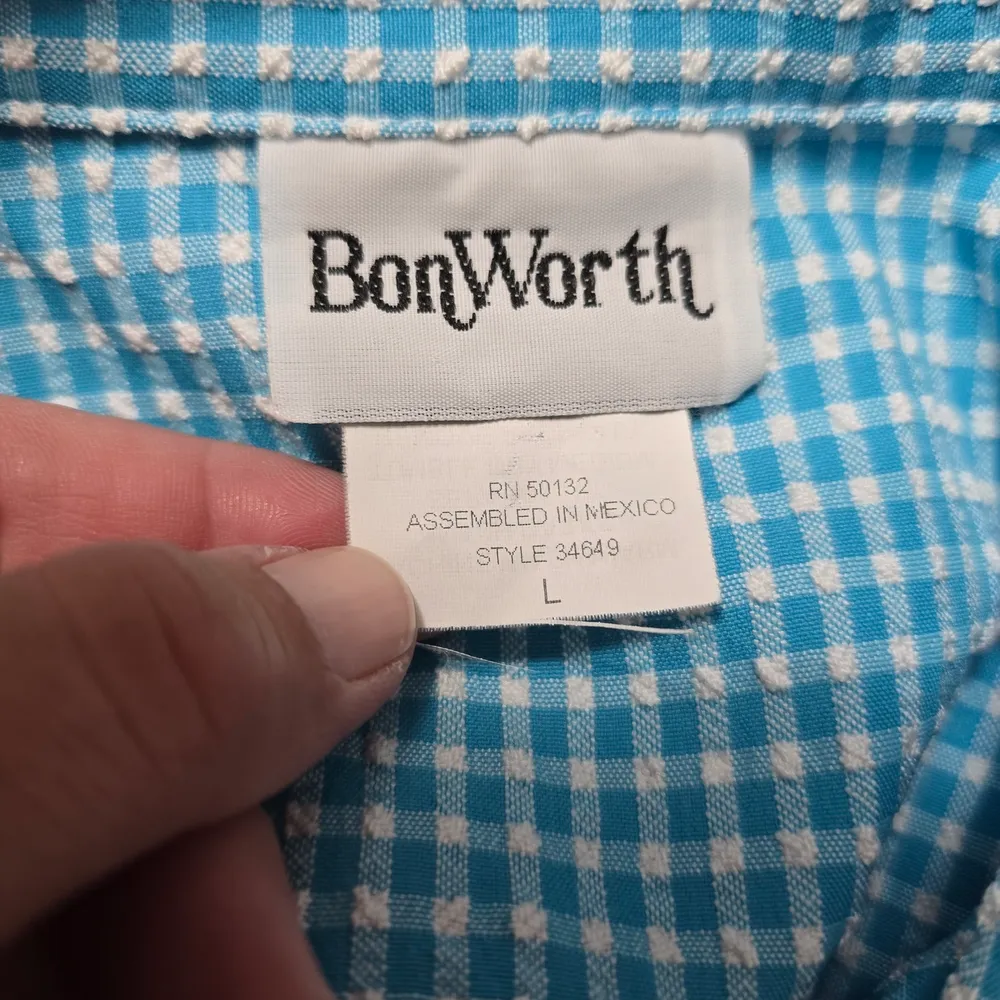 BonWorth
RN 50132
ASSEMBLED IN MEXICO
STYLE 34649
L